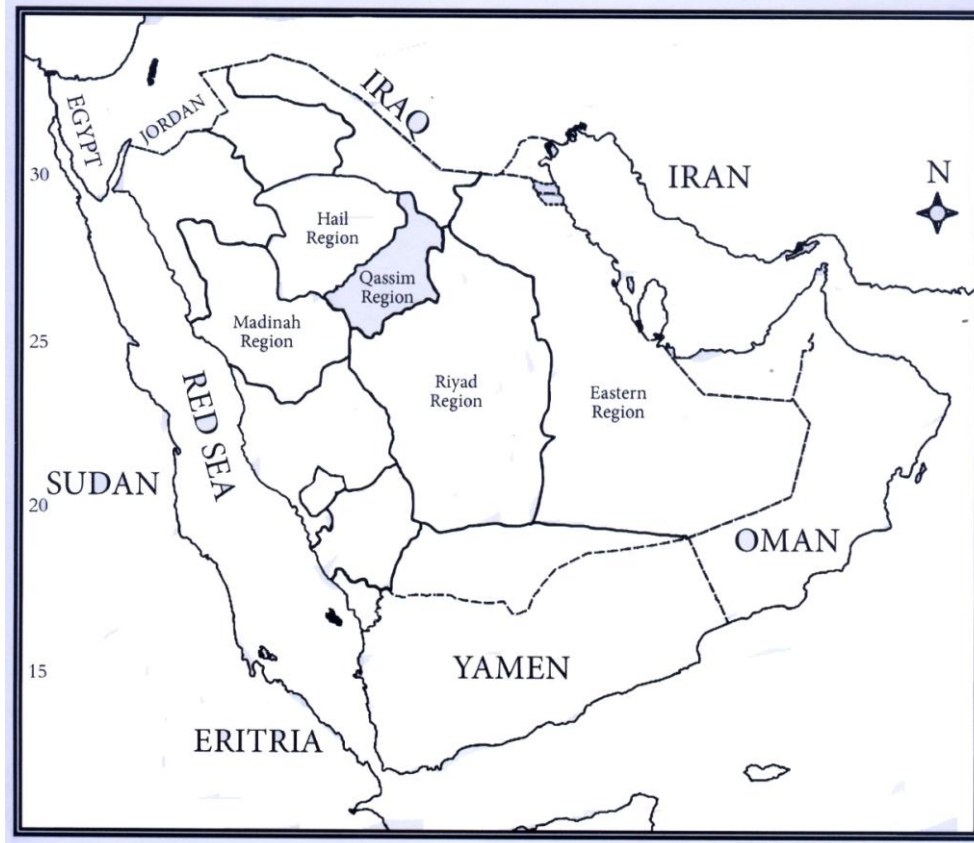 IRAQ
EGYPT
JORDAN
30
IRAN
N
Hail
Region
Qassim
Region
Madinah
Region
25
Riyad
Region
Eastern
Region
RED SEA
SUDAN
20
OMAN
15
YAMEN
ERITRIA